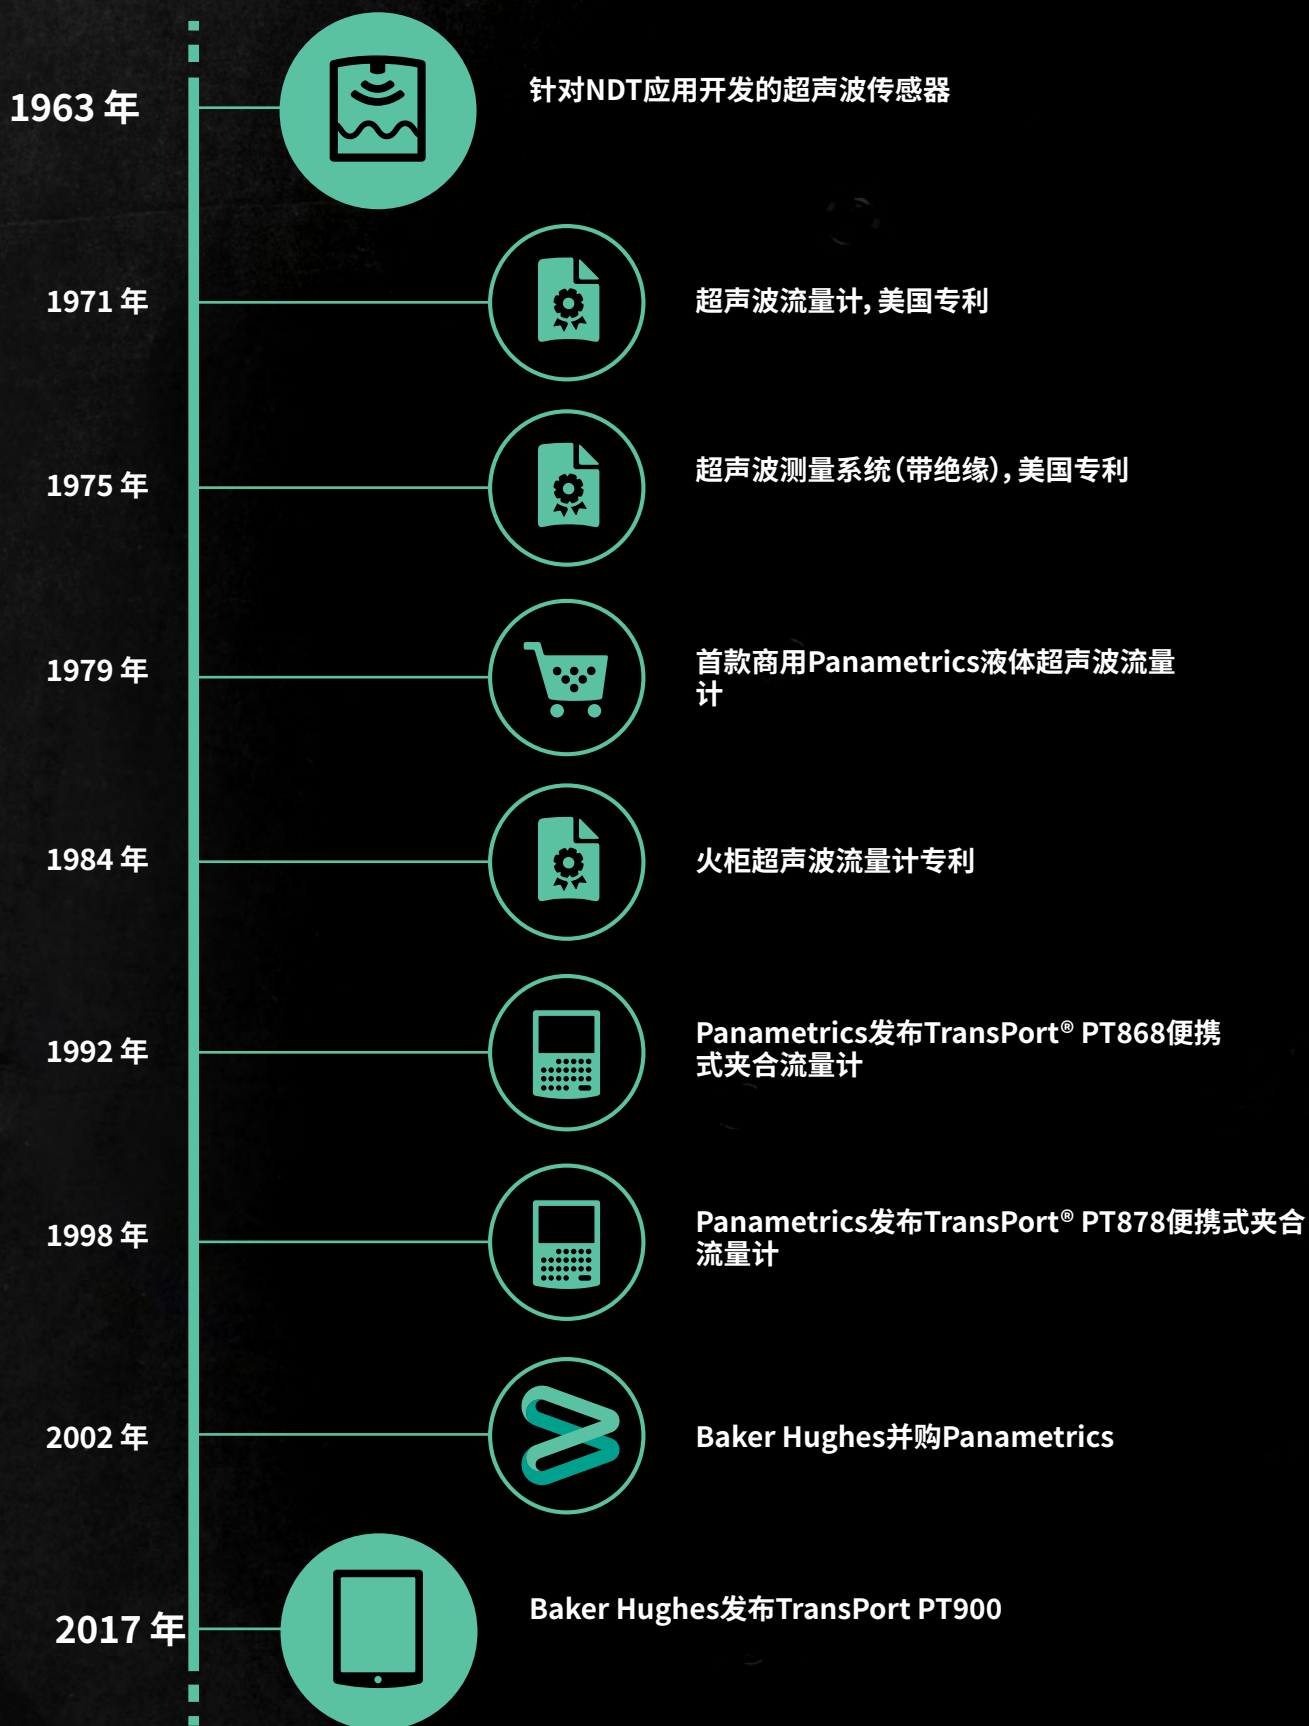 1963 年
针对NDT应用开发的超声波传感器
1971 年
超声波流量计，美国专利
1975 年
超声波测量系统（带绝缘），美国专利
1979 年
首款商用Panametrics液体超声波流量
计
1984 年
火柜超声波流量计专利
1992 年
Panametrics发布TransPort® PT868便携
式夹合流量计
1998 年
Panametrics发布TransPort® PT878便携式夹合
流量计
2002 年
Baker Hughes并购Panametrics
2017 年
Baker Hughes发布TransPort PT900